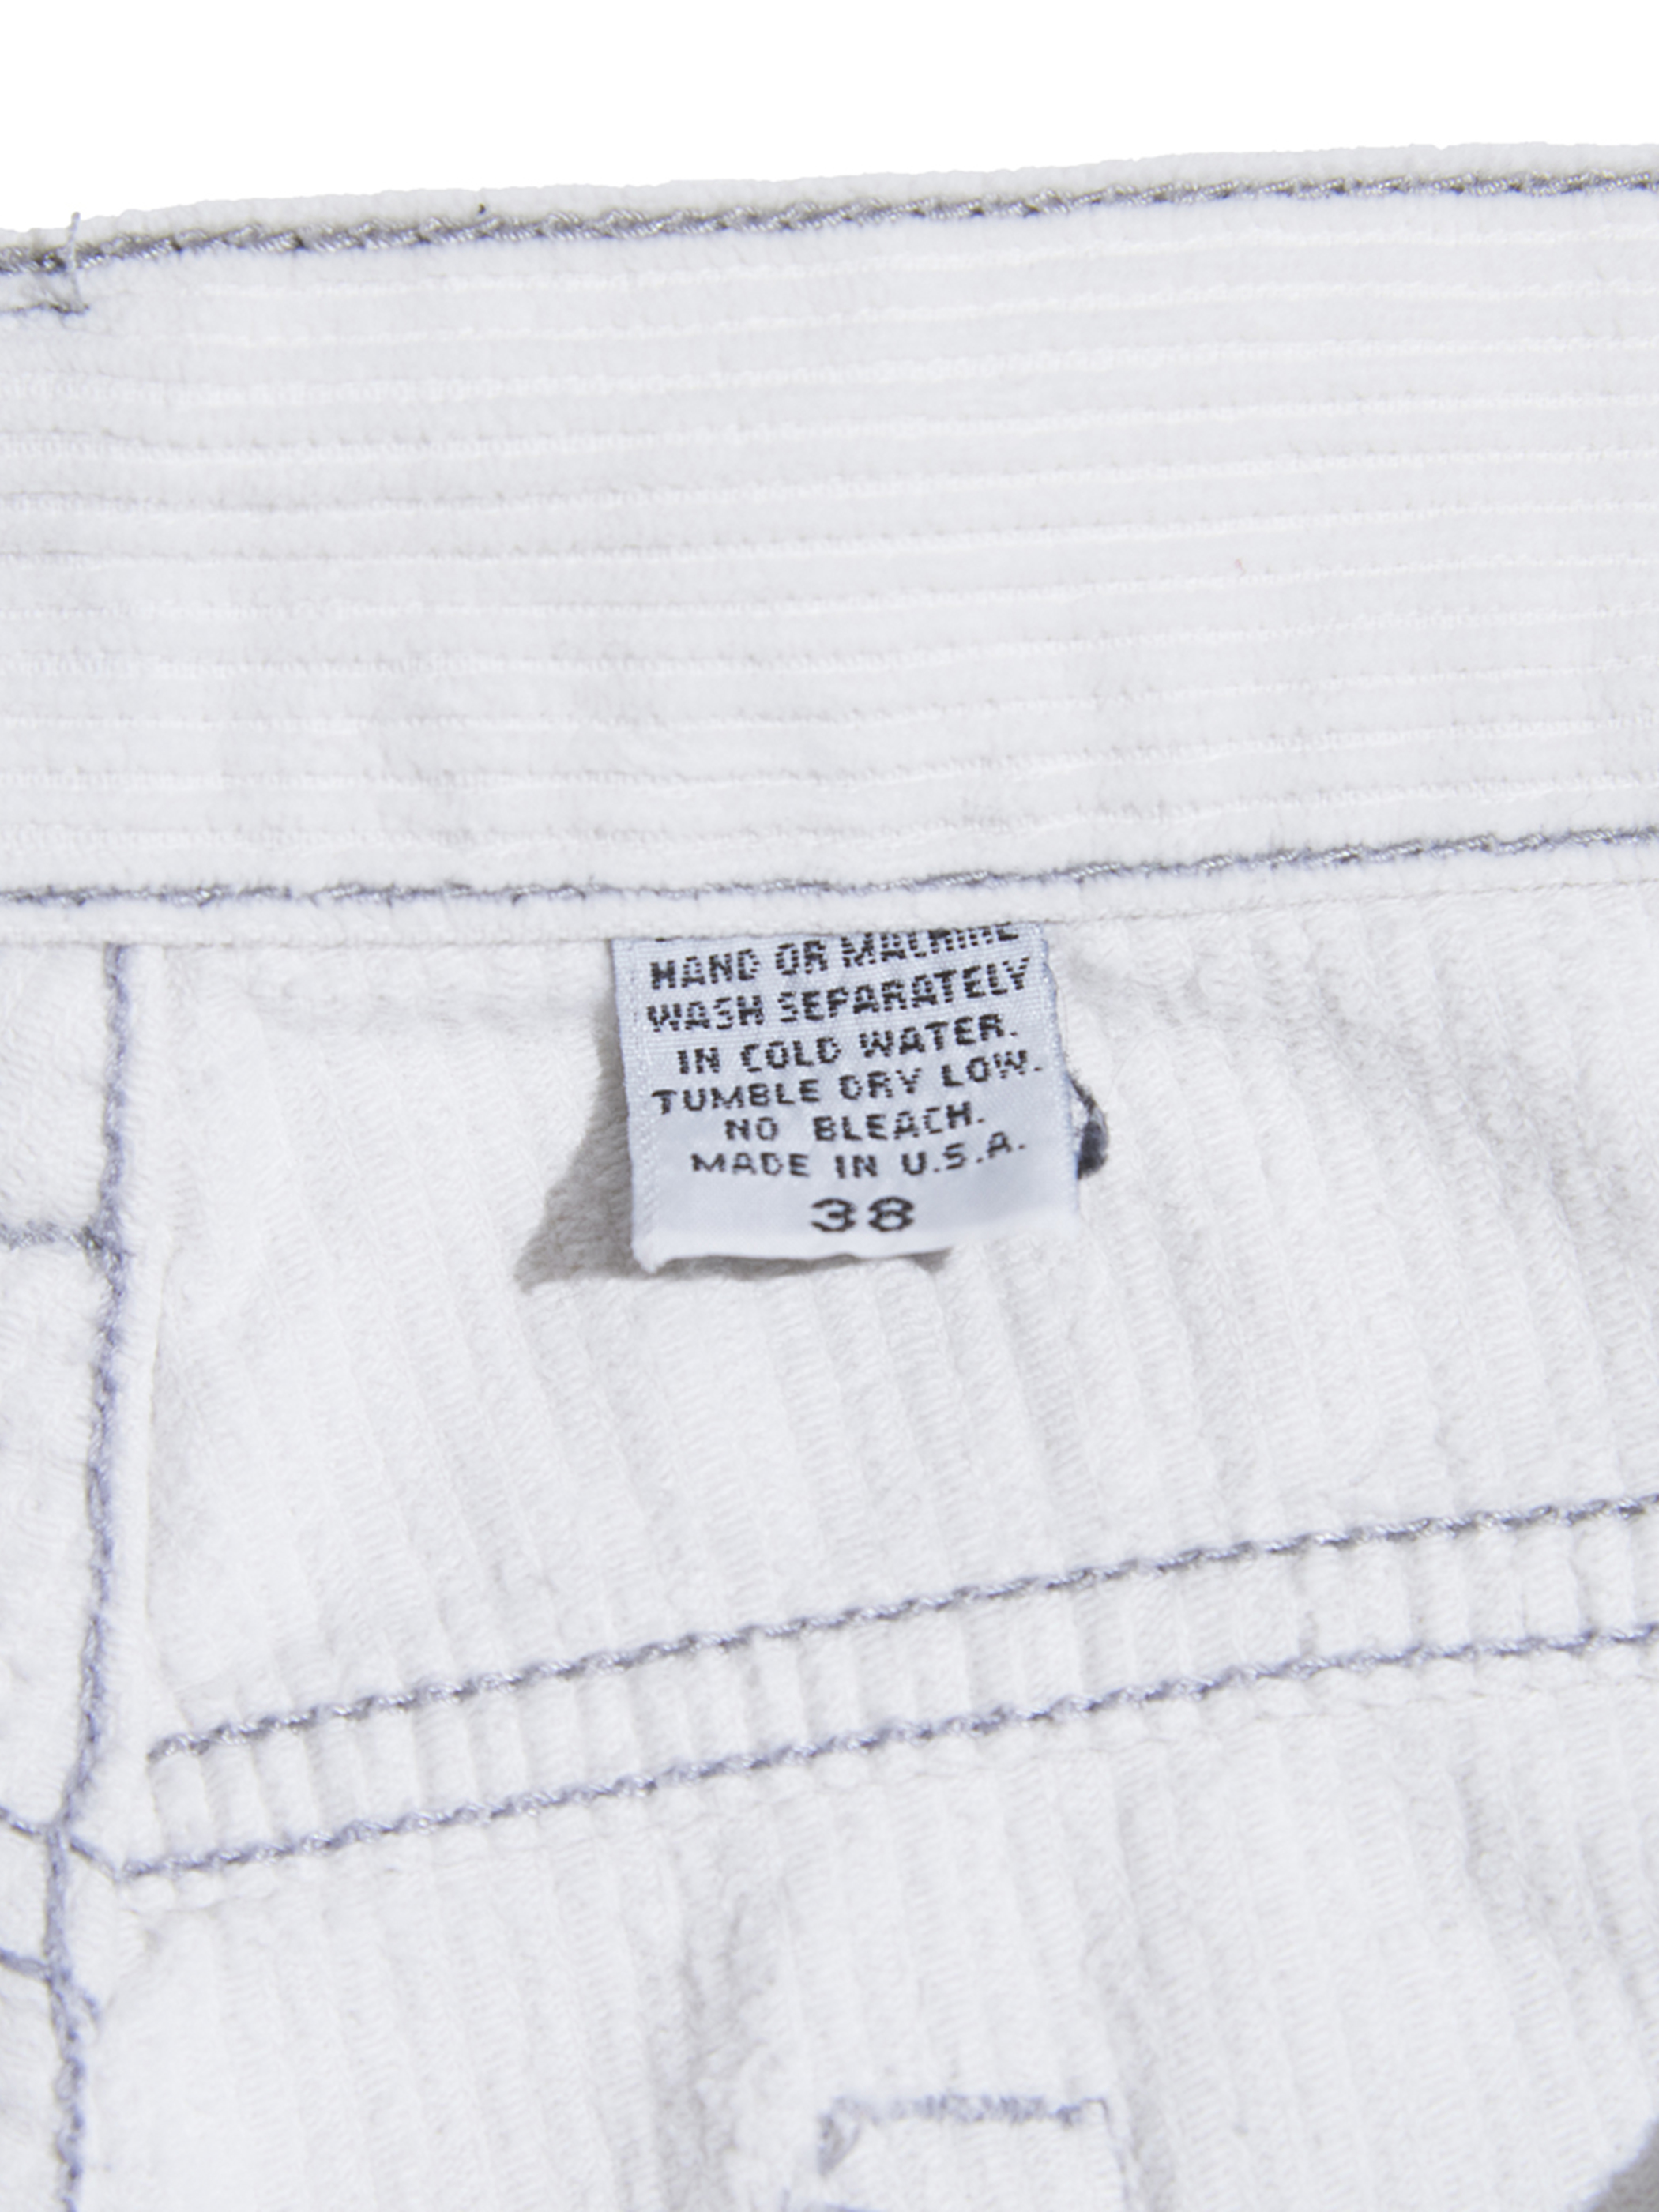 HAND OR MACHINE
WASH SEPARATELY
IN COLD WATER.
TUMBLE DRY LOW.
NO BLEACH.
MADE IN U.S.A.
38